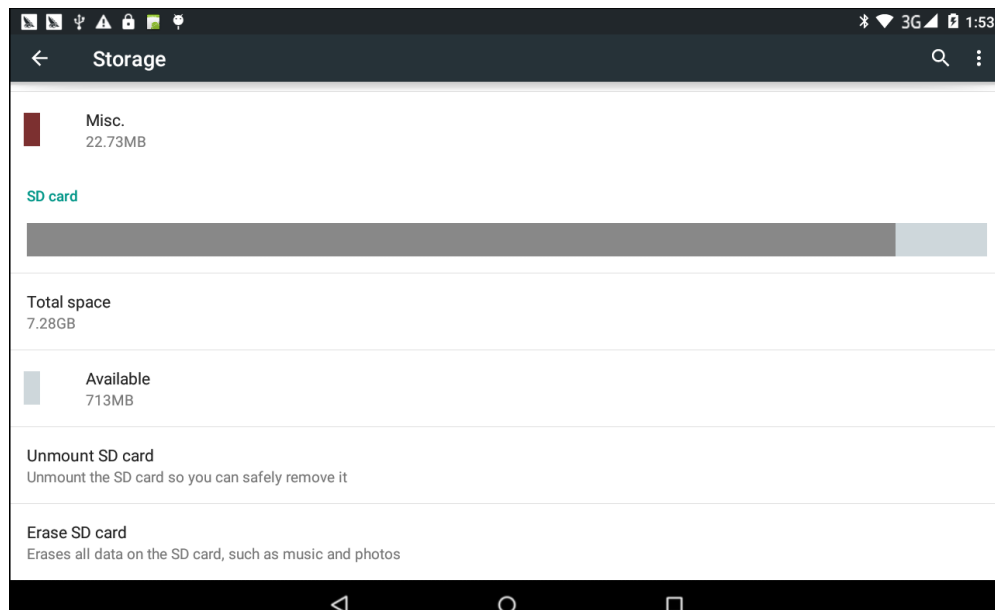 3G 1:53
Storage
Misc.
22.73MB
SD card
Total space
7.28GB
Available
713MB
Unmount SD card
Unmount the SD card so you can safely remove it
Erase SD card
Erases all data on the SD card, such as music and photos